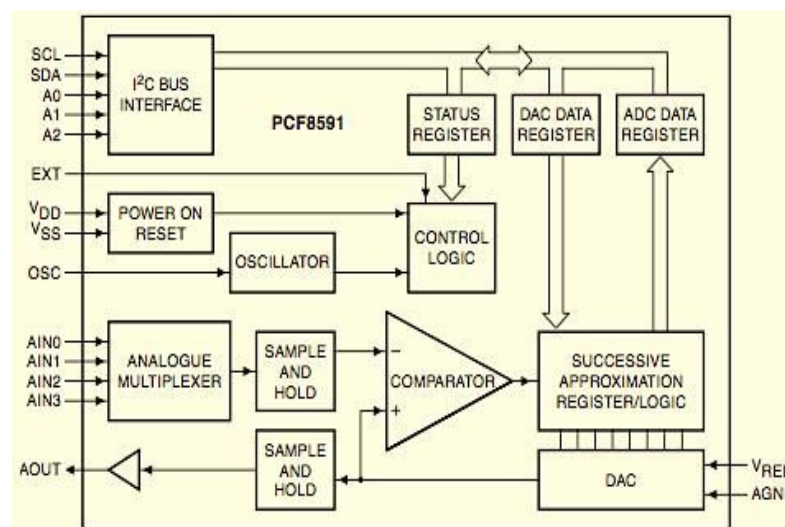 SCL
SDA
A0
A1
A2
I²C BUS
INTERFACE
PCF8591
STATUS
REGISTER
DAC DATA
REGISTER
ADC DATA
REGISTER
EXT
VDD
VSS
POWER ON
RESET
OSC
OSCILLATOR
CONTROL
LOGIC
AIN0
AIN1
AIN2
AIN3
ANALOGUE
MULTIPLEXER
SAMPLE
AND
HOLD
−
COMPARATOR
+
SUCCESSIVE
APPROXIMATION
REGISTER/LOGIC
AOUT
SAMPLE
AND
HOLD
DAC
VREF
AGN